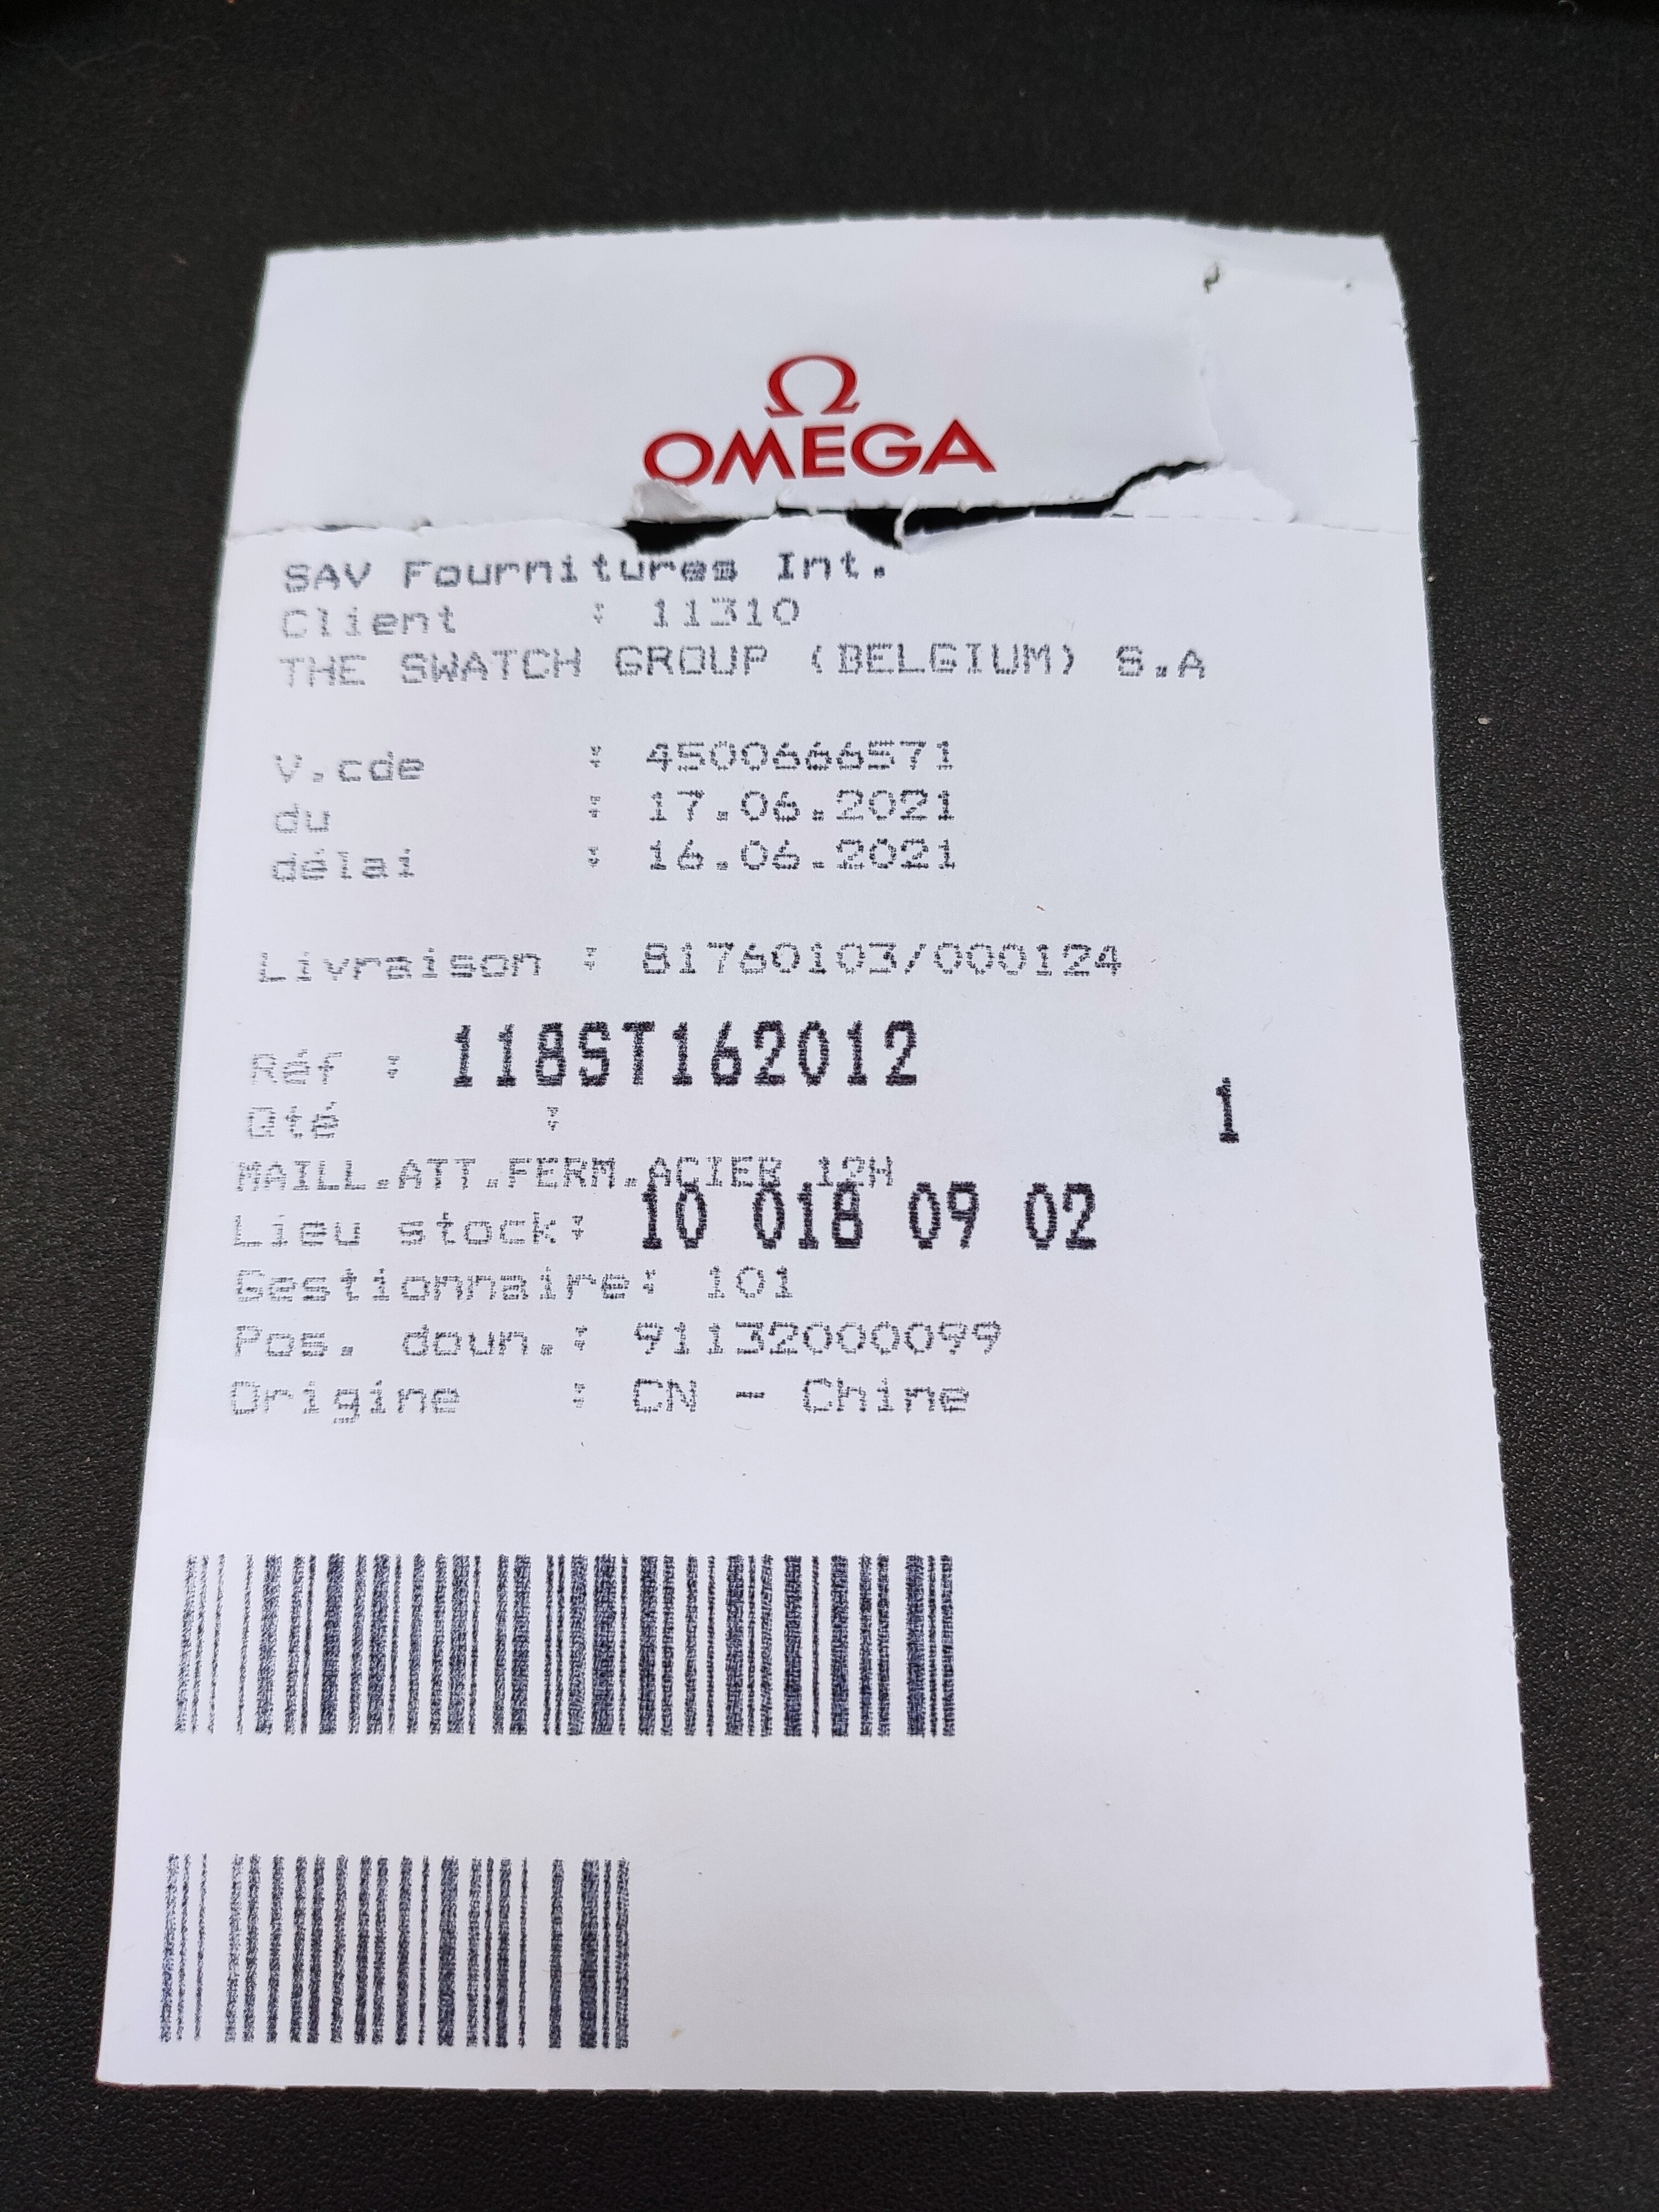 Ω
OMEGA
SAV Fournitures Int.
Client : 11310
THE SWATCH GROUP (BELGIUM) S.A
V.cde : 4500666571
du : 17.06.2021
délai : 16.06.2021
Livraison : 81760103/000124
Réf : 118ST162012
Qté : 1
MAILL.ATT.FERM.ACIER 12H
Lieu stock: 10 018 09 02
Gestionnaire: 101
Pos. doun.: 911320000099
Origine : CN - Chine